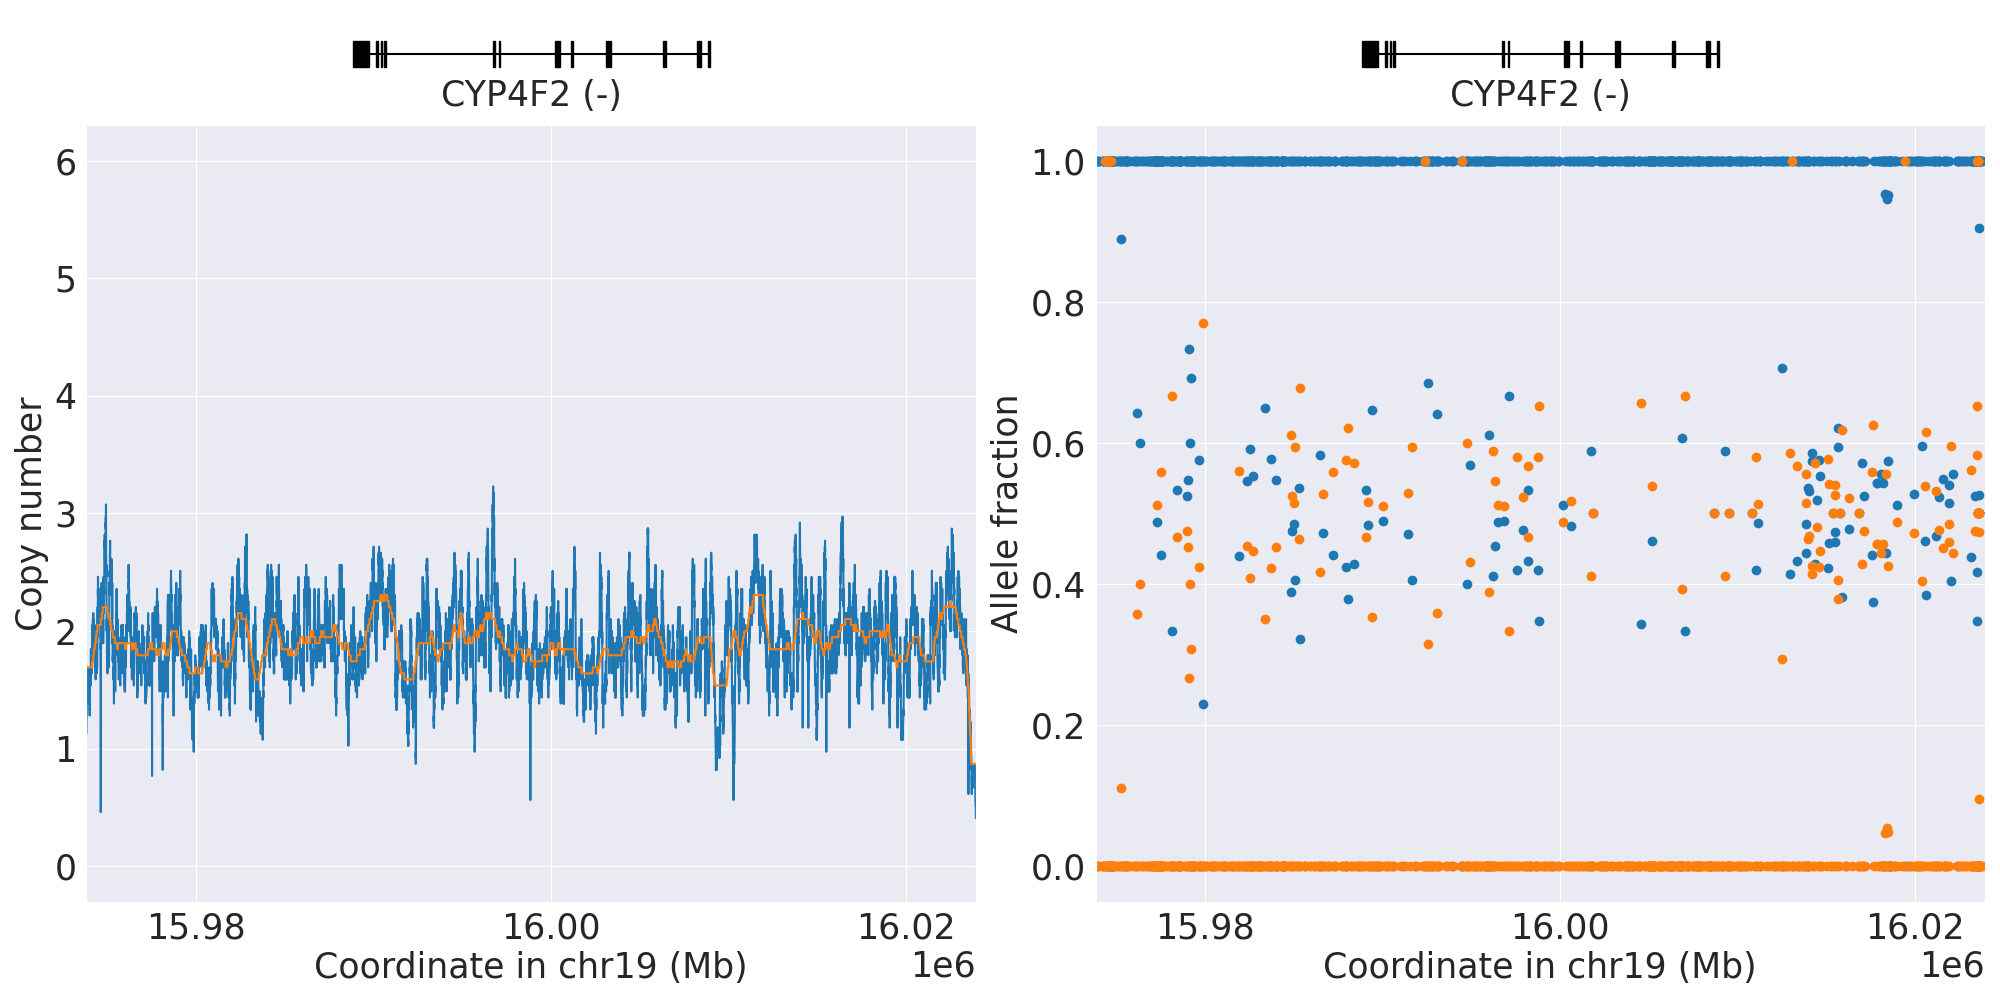 CYP4F2 (-)
6
5
4
3
2
1
0
Copy number
15.98
16.00
16.02
Coordinate in chr19 (Mb)
1e6
CYP4F2 (-)
1.0
0.8
0.6
0.4
0.2
0.0
Allele fraction
15.98
16.00
16.02
Coordinate in chr19 (Mb)
1e6